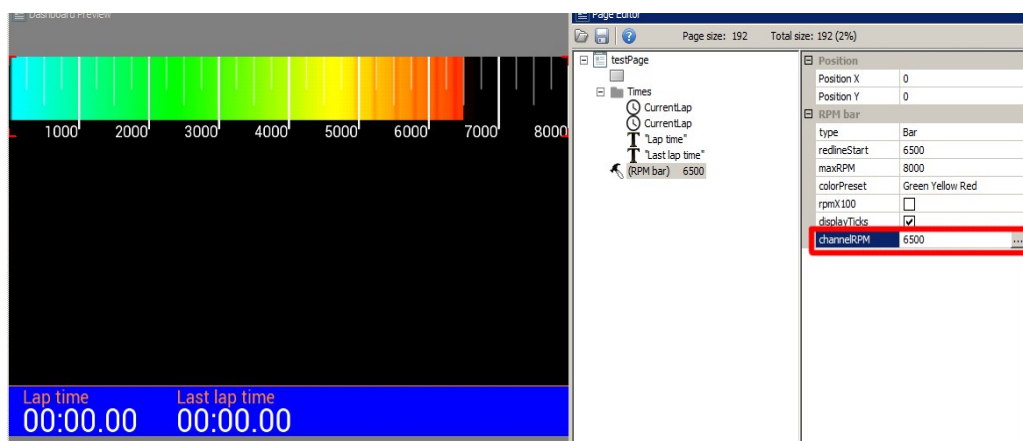 Dashboard Preview
1000 2000 3000 4000 5000 6000 7000 8000
Lap time Last lap time
00:00.00 00:00.00
Page Editor
Page size: 192 Total size: 192 (2%)
testPage
Times
CurrentLap
CurrentLap
"Lap time"
"Last lap time"
(RPM bar) 6500
Position
Position X 0
Position Y 0
RPM bar
type Bar
redlineStart 6500
maxRPM 8000
colorPreset Green Yellow Red
rpmX100
displayTicks
channelRPM 6500 ...